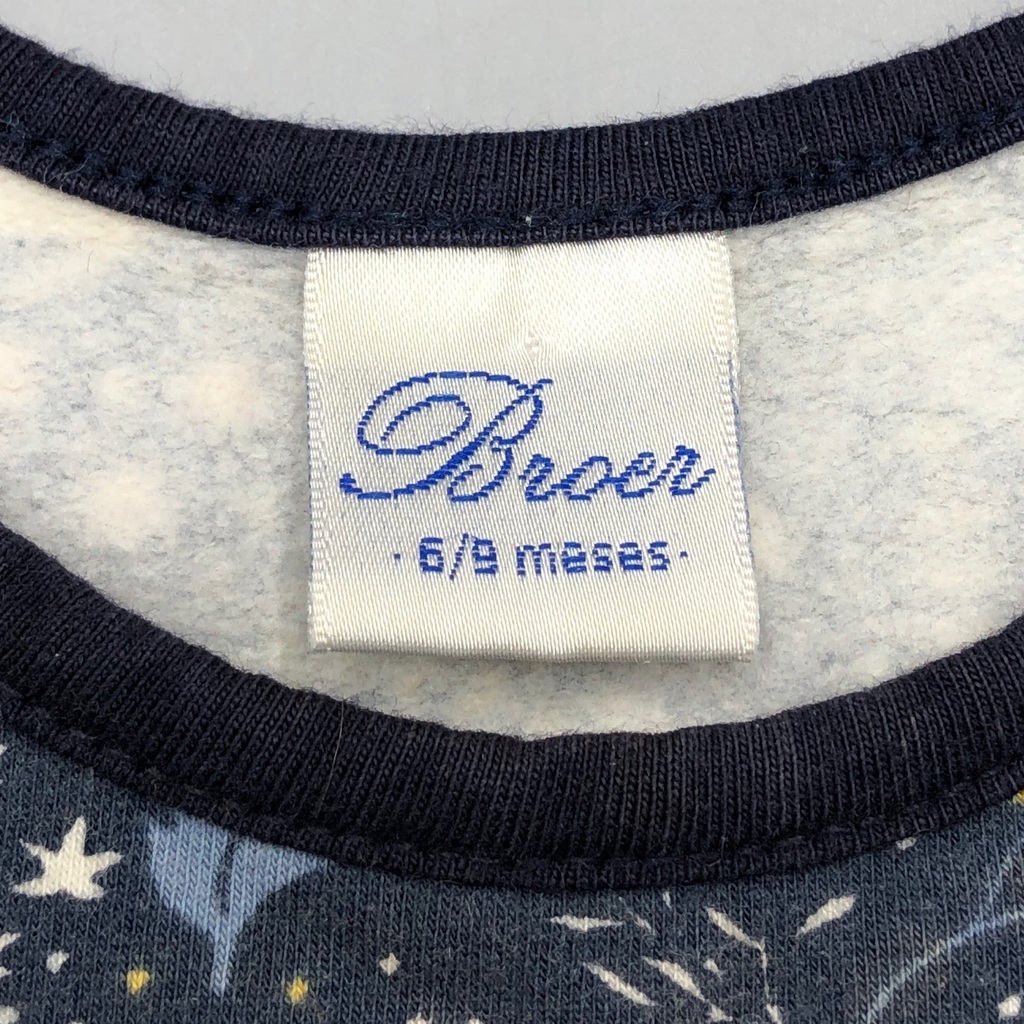 Broer
· 6/9 meses ·